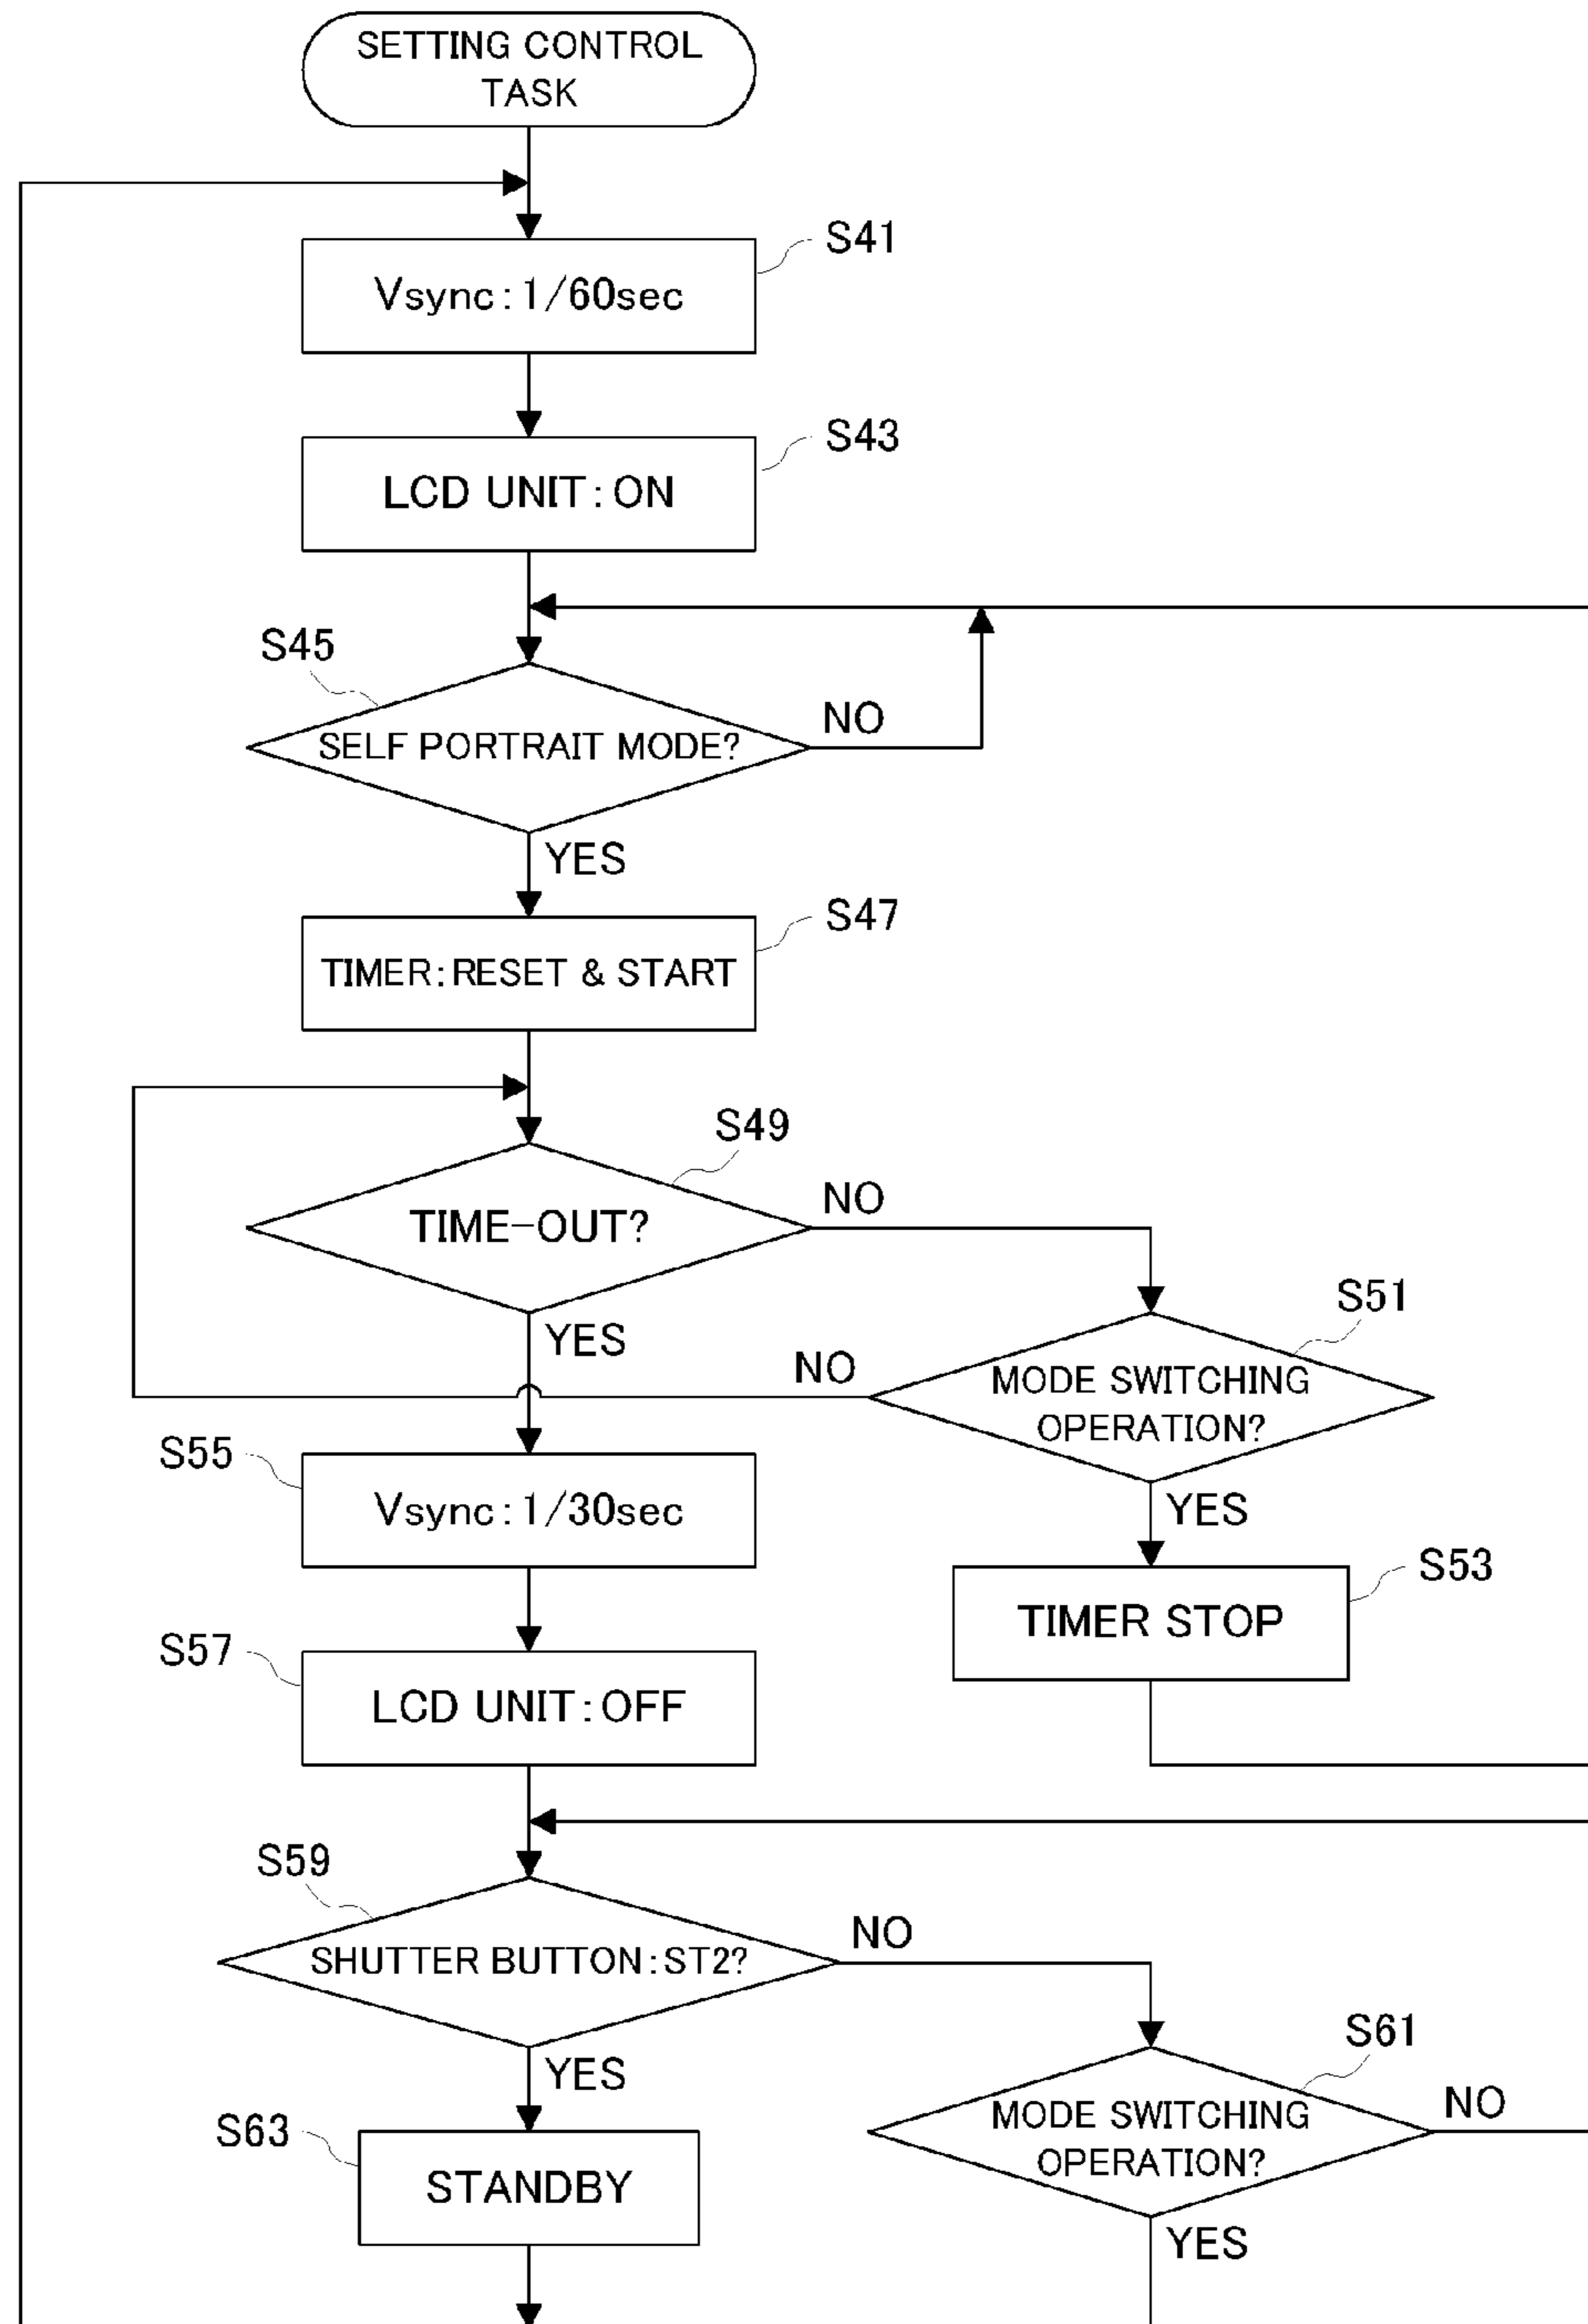 SETTING CONTROL
TASK
S41
Vsync:1/60sec
S43
LCD UNIT:ON
S45
SELF PORTRAIT MODE?
NO
YES
S47
TIMER:RESET & START
S49
TIME-OUT?
NO
YES
S51
MODE SWITCHING
OPERATION?
NO
YES
S55
Vsync:1/30sec
S53
TIMER STOP
S57
LCD UNIT:OFF
S59
SHUTTER BUTTON:ST2?
NO
YES
S61
MODE SWITCHING
OPERATION?
NO
YES
S63
STANDBY